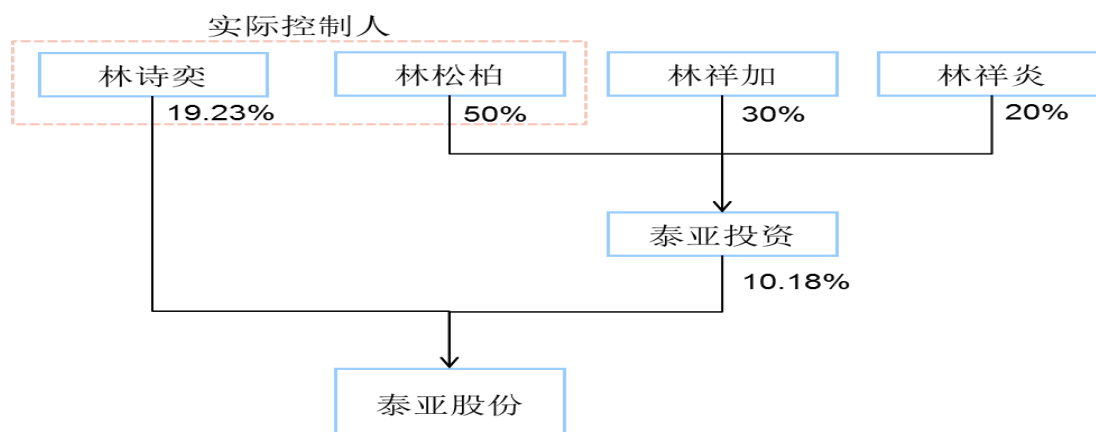 实际控制人
林诗奕
林松柏
林祥加
林祥炎
19.23%
50%
30%
20%
泰亚投资
10.18%
泰亚股份